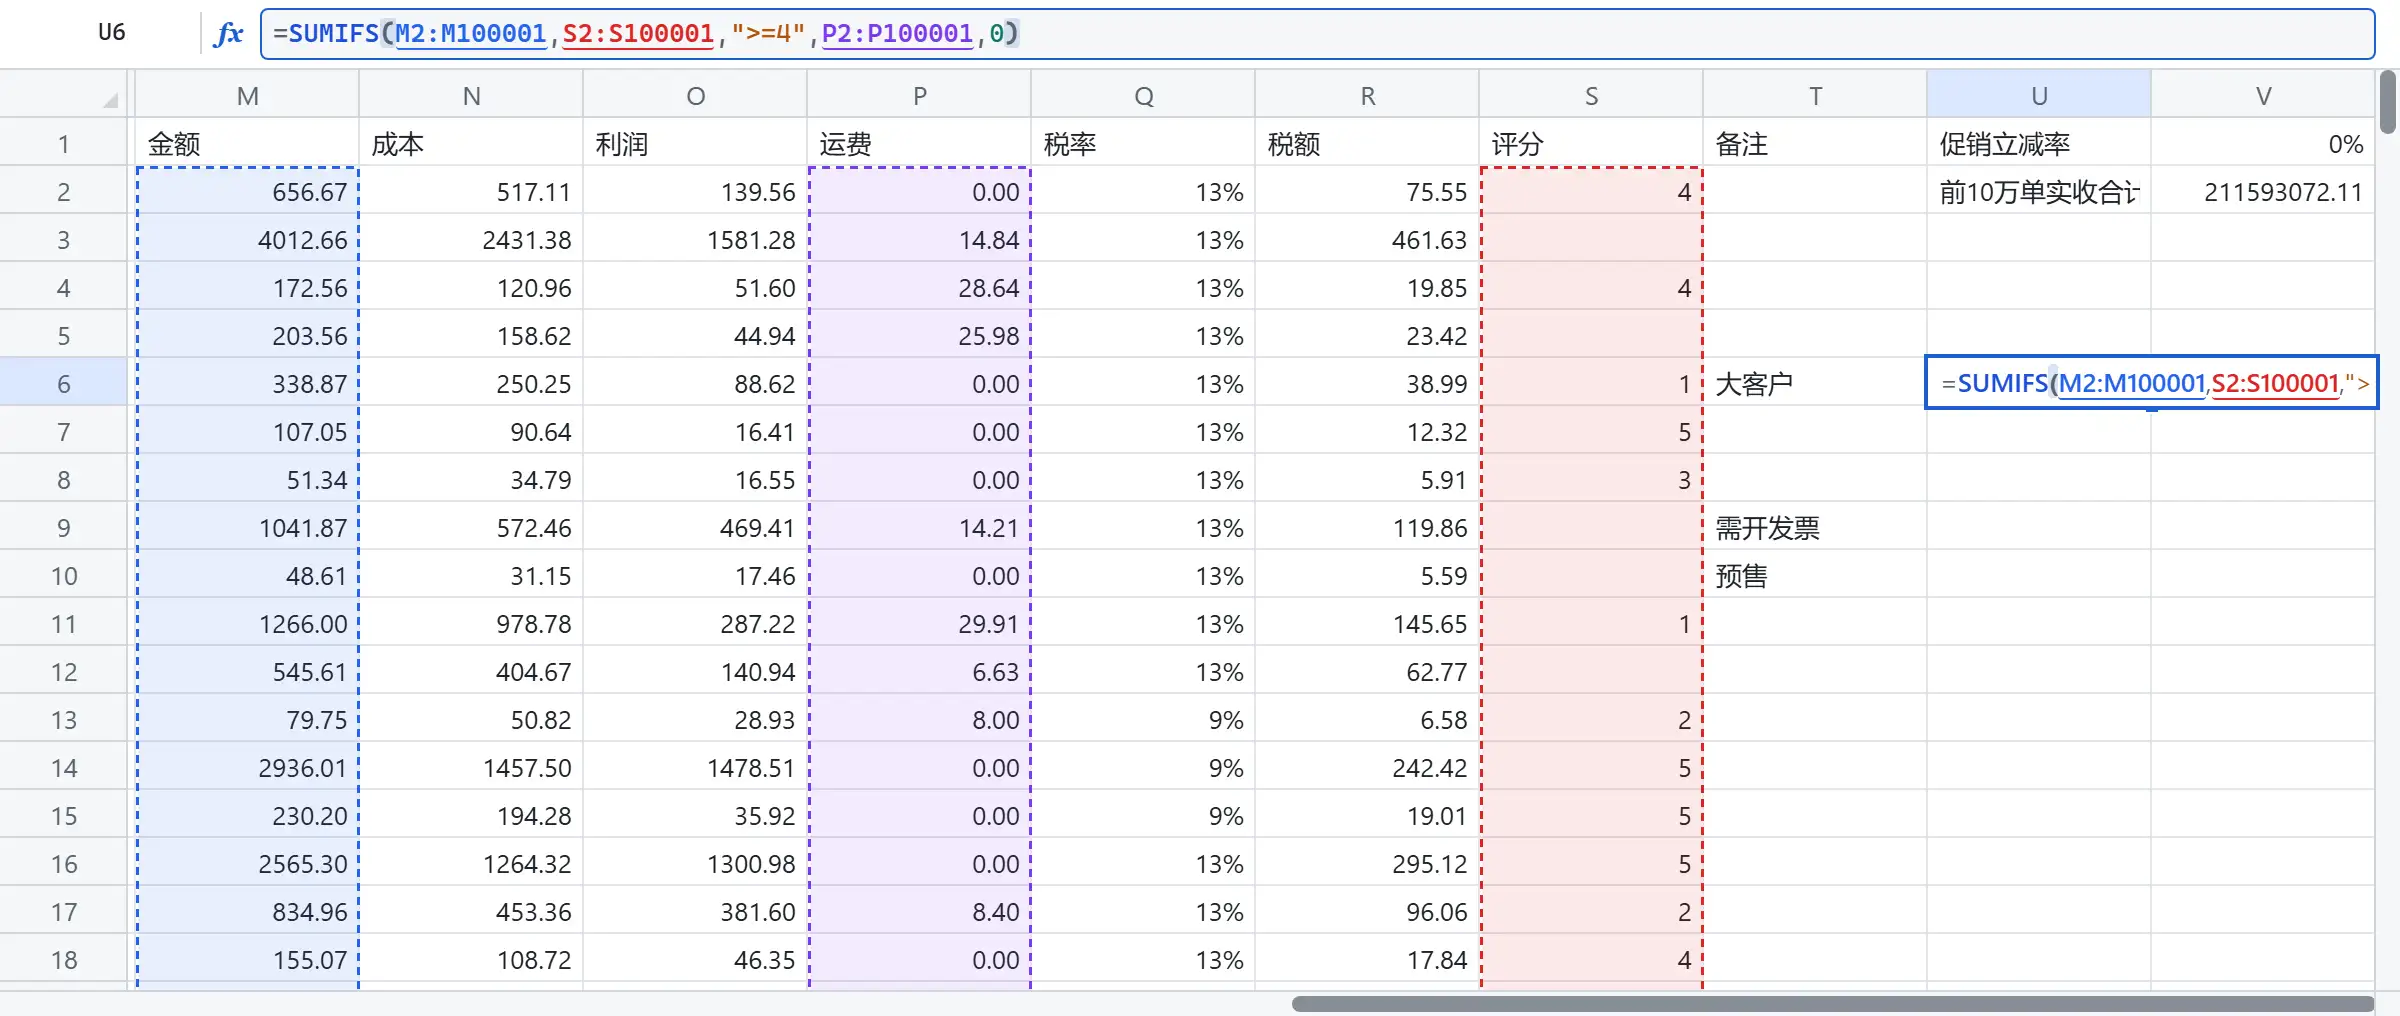 U6 fx =SUMIFS(M2:M100001,S2:S100001,">=4",P2:P100001,0)
M N O P Q R S T U V
1 金额 成本 利润 运费 税率 税额 评分 备注 促销立减率 0%
2 656.67 517.11 139.56 0.00 13% 75.55 4 前10万单实收合计 211593072.11
3 4012.66 2431.38 1581.28 14.84 13% 461.63
4 172.56 120.96 51.60 28.64 13% 19.85 4
5 203.56 158.62 44.94 25.98 13% 23.42
6 338.87 250.25 88.62 0.00 13% 38.99 1 大客户 =SUMIFS(M2:M100001,S2:S100001,">
7 107.05 90.64 16.41 0.00 13% 12.32 5
8 51.34 34.79 16.55 0.00 13% 5.91 3
9 1041.87 572.46 469.41 14.21 13% 119.86 需开发票
10 48.61 31.15 17.46 0.00 13% 5.59 预售
11 1266.00 978.78 287.22 29.91 13% 145.65 1
12 545.61 404.67 140.94 6.63 13% 62.77
13 79.75 50.82 28.93 8.00 9% 6.58 2
14 2936.01 1457.50 1478.51 0.00 9% 242.42 5
15 230.20 194.28 35.92 0.00 9% 19.01 5
16 2565.30 1264.32 1300.98 0.00 13% 295.12 5
17 834.96 453.36 381.60 8.40 13% 96.06 2
18 155.07 108.72 46.35 0.00 13% 17.84 4